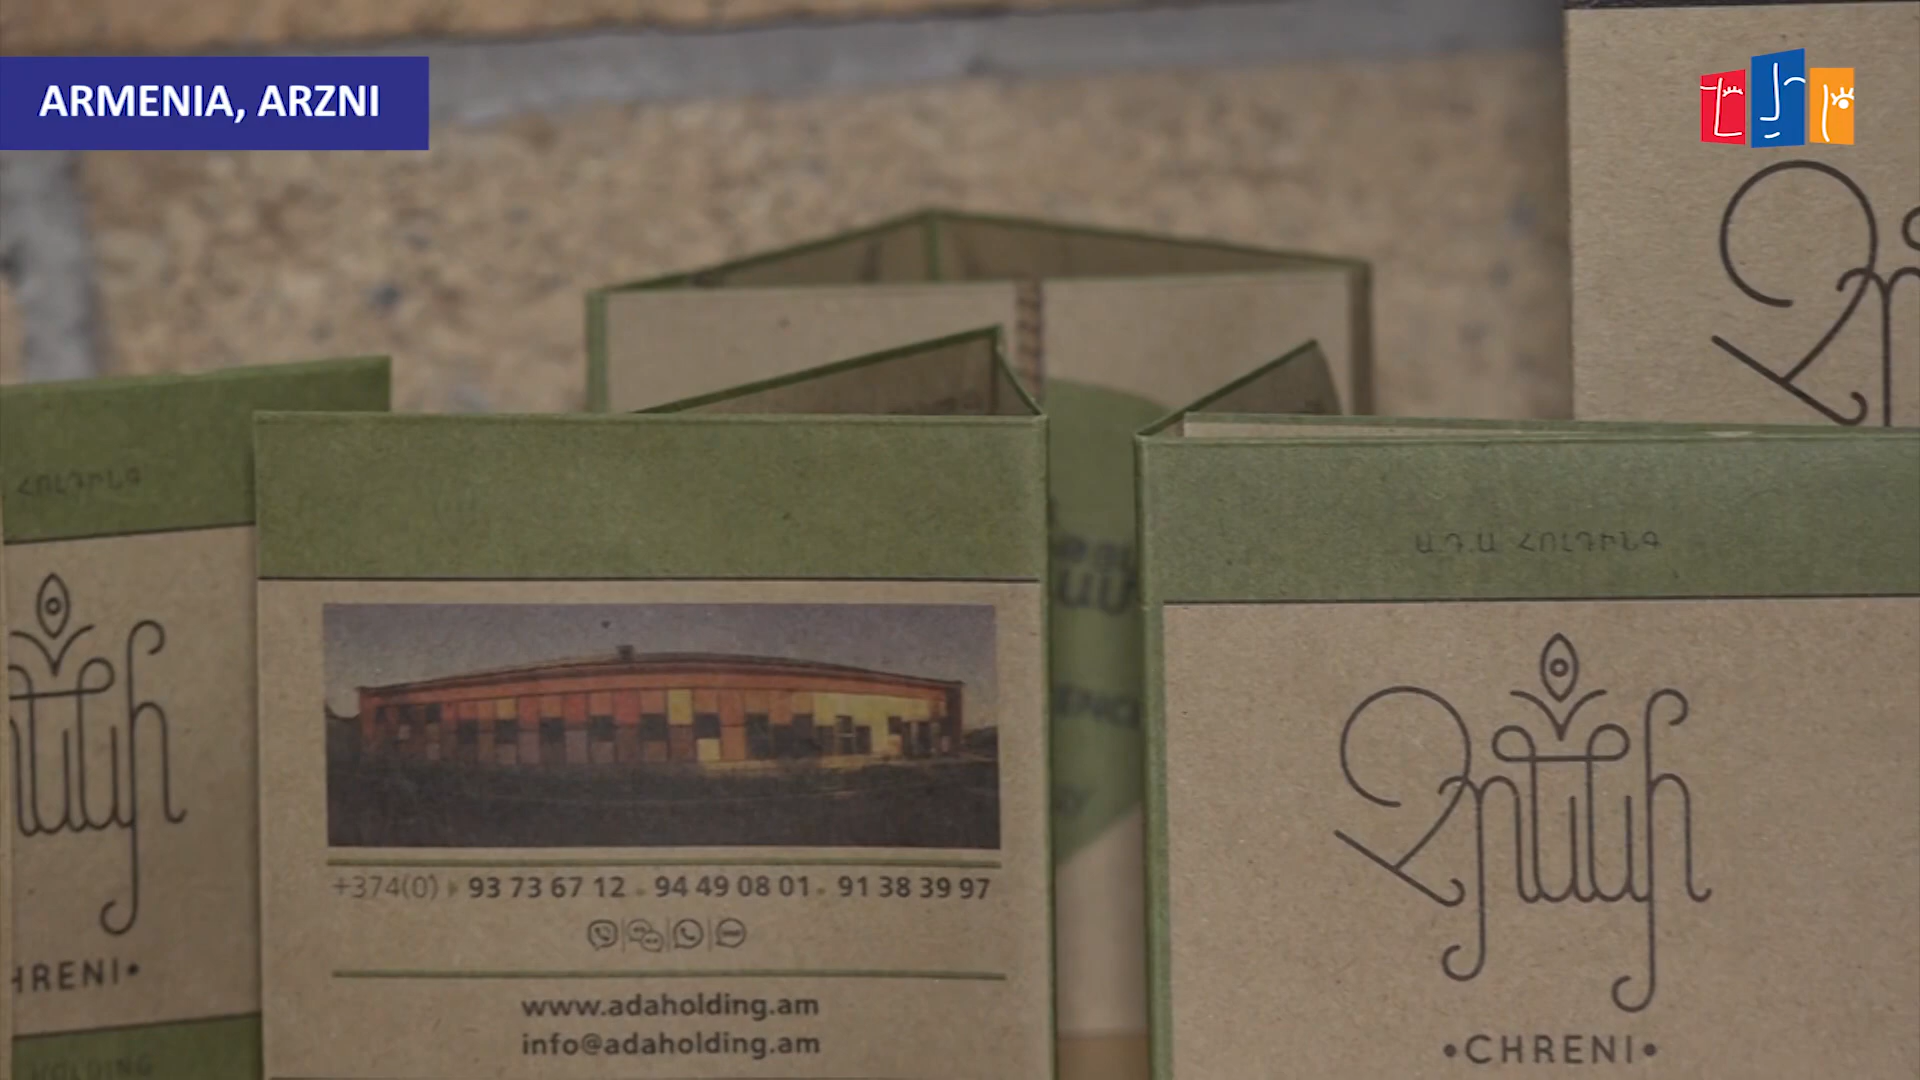 ARMENIA, ARZNI
ՀՈԼԴԻՆԳ
Ա.Դ.Ա ՀՈԼԴԻՆԳ
Չրենի
+374(0) 93 73 67 12 - 94 49 08 01 - 91 38 39 97
HRENI•
www.adaholding.am
info@adaholding.am
•CHRENI•
HOLDING